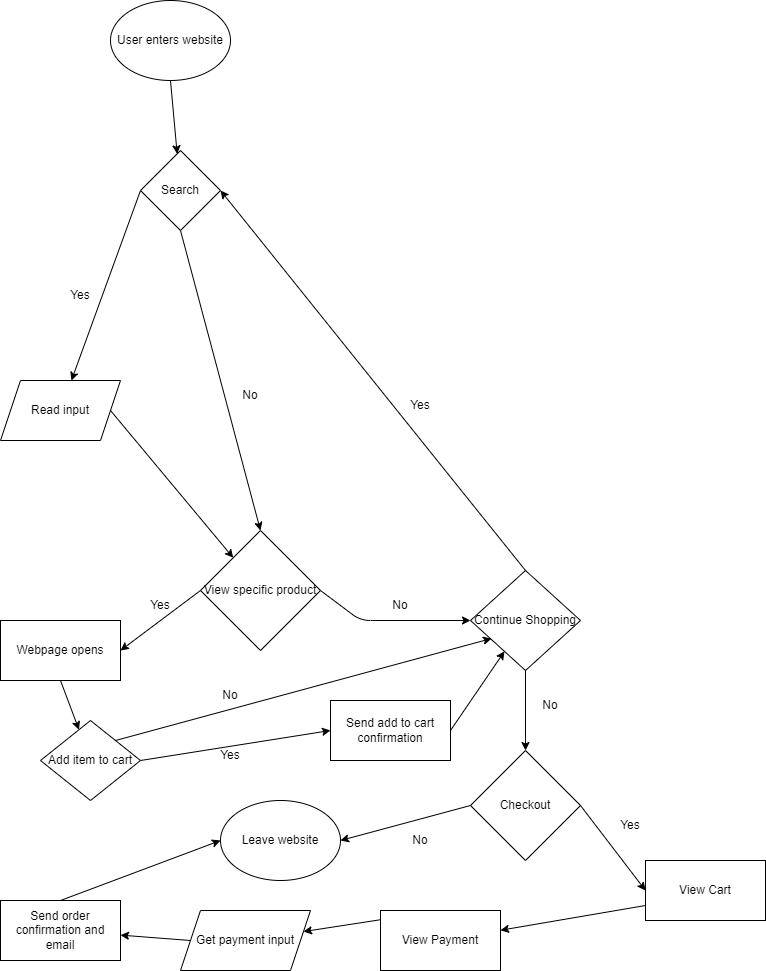 User enters website
Search
Yes
No
Yes
Read input
View specific product
Yes
No
Continue Shopping
Webpage opens
No
No
Send add to cart
confirmation
Add item to cart
Yes
Checkout
Leave website
No
Yes
View Cart
Send order
confirmation and
email
Get payment input
View Payment